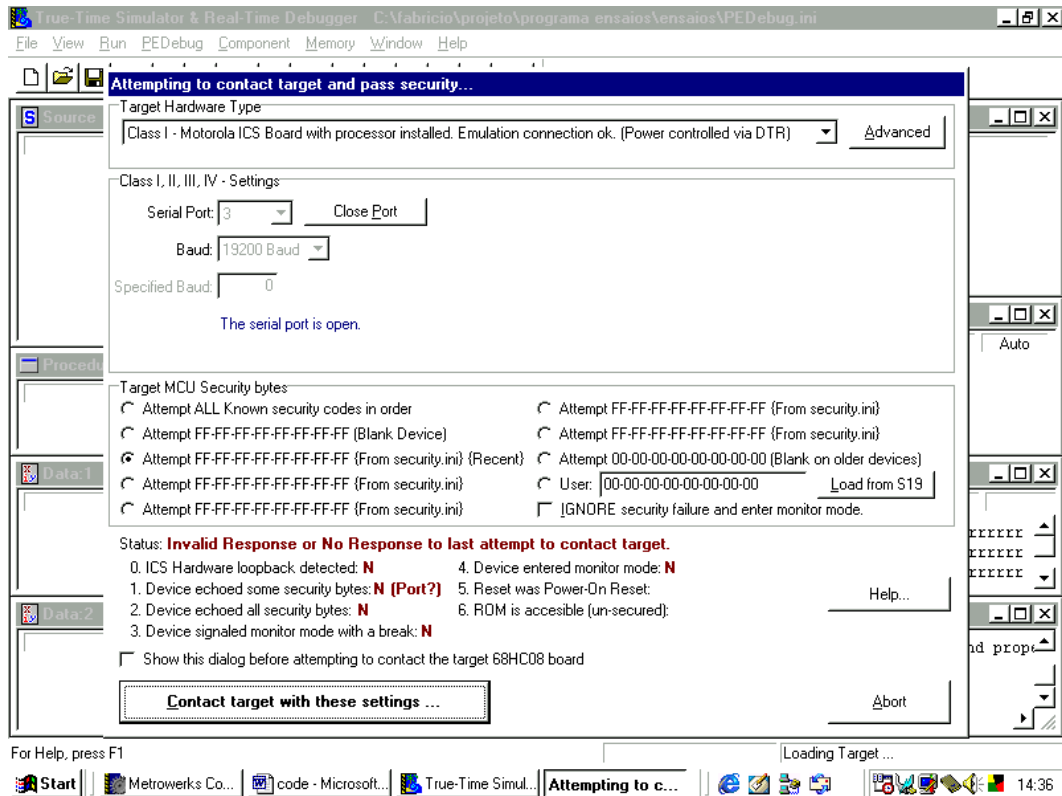 True-Time Simulator & Real-Time Debugger C:\fabricio\projeto\programa ensaios\ensaios\PEDebug.ini
File View Run PEDebug Component Memory Window Help
Attempting to contact target and pass security...
Source
Target Hardware Type
Class I - Motorola ICS Board with processor installed. Emulation connection ok. (Power controlled via DTR)
Advanced
Class I, II, III, IV - Settings
Serial Port: 3
Close Port
Baud: 19200 Baud
Specified Baud: 0
The serial port is open.
Auto
Procedu
Target MCU Security bytes
Attempt ALL Known security codes in order
Attempt FF-FF-FF-FF-FF-FF-FF-FF {From security.ini}
Attempt FF-FF-FF-FF-FF-FF-FF-FF (Blank Device)
Attempt FF-FF-FF-FF-FF-FF-FF-FF {From security.ini}
Attempt FF-FF-FF-FF-FF-FF-FF-FF {From security.ini} {Recent}
Attempt 00-00-00-00-00-00-00-00 (Blank on older devices)
Data:1
Attempt FF-FF-FF-FF-FF-FF-FF-FF {From security.ini}
User: 00-00-00-00-00-00-00-00
Load from S19
Attempt FF-FF-FF-FF-FF-FF-FF-FF {From security.ini}
IGNORE security failure and enter monitor mode.
rrrrrr
rrrrrr
rrrrrr
Status: Invalid Response or No Response to last attempt to contact target.
0. ICS Hardware loopback detected: N
4. Device entered monitor mode: N
1. Device echoed some security bytes: N (Port?)
5. Reset was Power-On Reset:
Help...
2. Device echoed all security bytes: N
6. ROM is accesible (un-secured):
Data:2
3. Device signaled monitor mode with a break: N
nd prope
Show this dialog before attempting to contact the target 68HC08 board
Contact target with these settings ...
Abort
For Help, press F1
Loading Target ...
Start
Metrowerks Co...
code - Microsoft...
True-Time Simul...
Attempting to c...
14:36